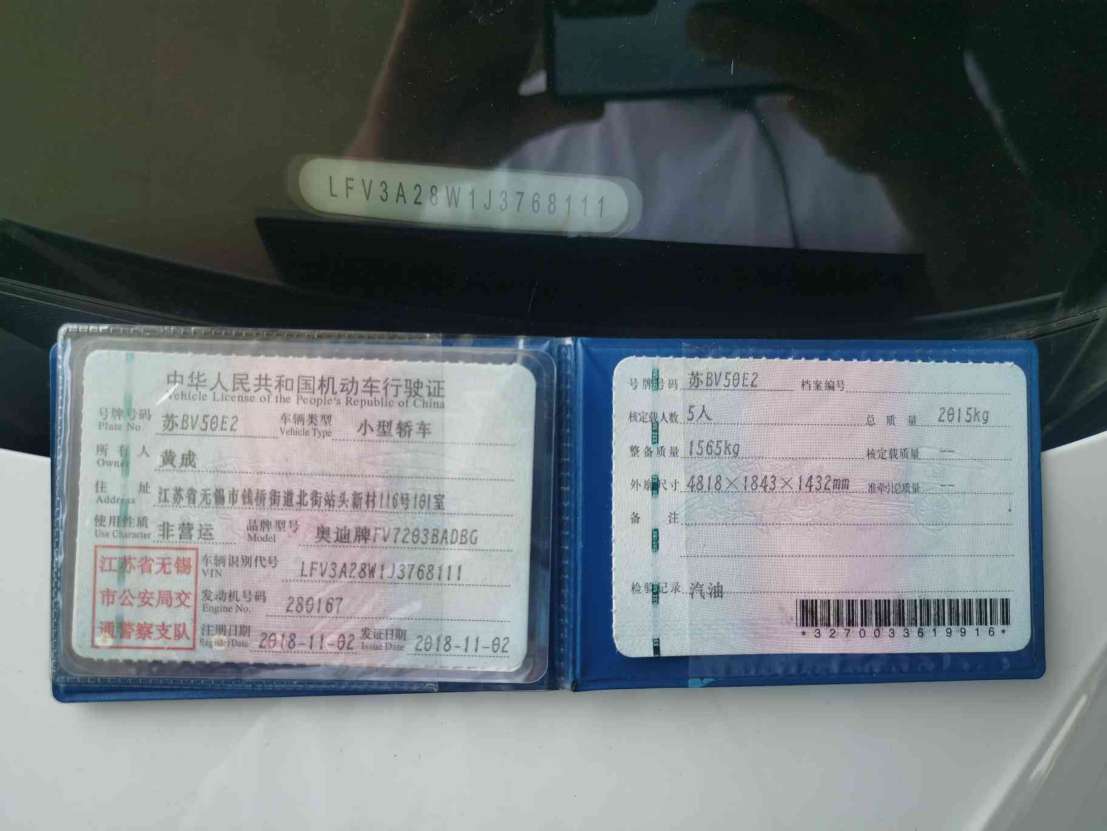 LFV3A28W1J3768111
中华人民共和国机动车行驶证
Vehicle License of the People's Republic of China
号牌号码 苏BV50E2 车辆类型 小型轿车
Plate No. Vehicle Type
所有人 黄成
Owner
住址 江苏省无锡市钱桥街道北街站头新村116号101室
Address
使用性质 非营运 品牌型号 奥迪牌FV7203BADBG
Use Character Model
江苏省无锡
市公安局交
通警察支队
车辆识别代号 LFV3A28W1J3768111
VIN
发动机号码 280167
Engine No.
注册日期 2018-11-02 发证日期 2018-11-02
Register Date Issue Date
号牌号码 苏BV50E2 档案编号
核定载人数 5人 总质量 2015kg
整备质量 1565kg 核定载质量 --
外廓尺寸 4818×1843×1432mm 准牵引总质量 --
备注
检验记录 汽油
*3270033619916*